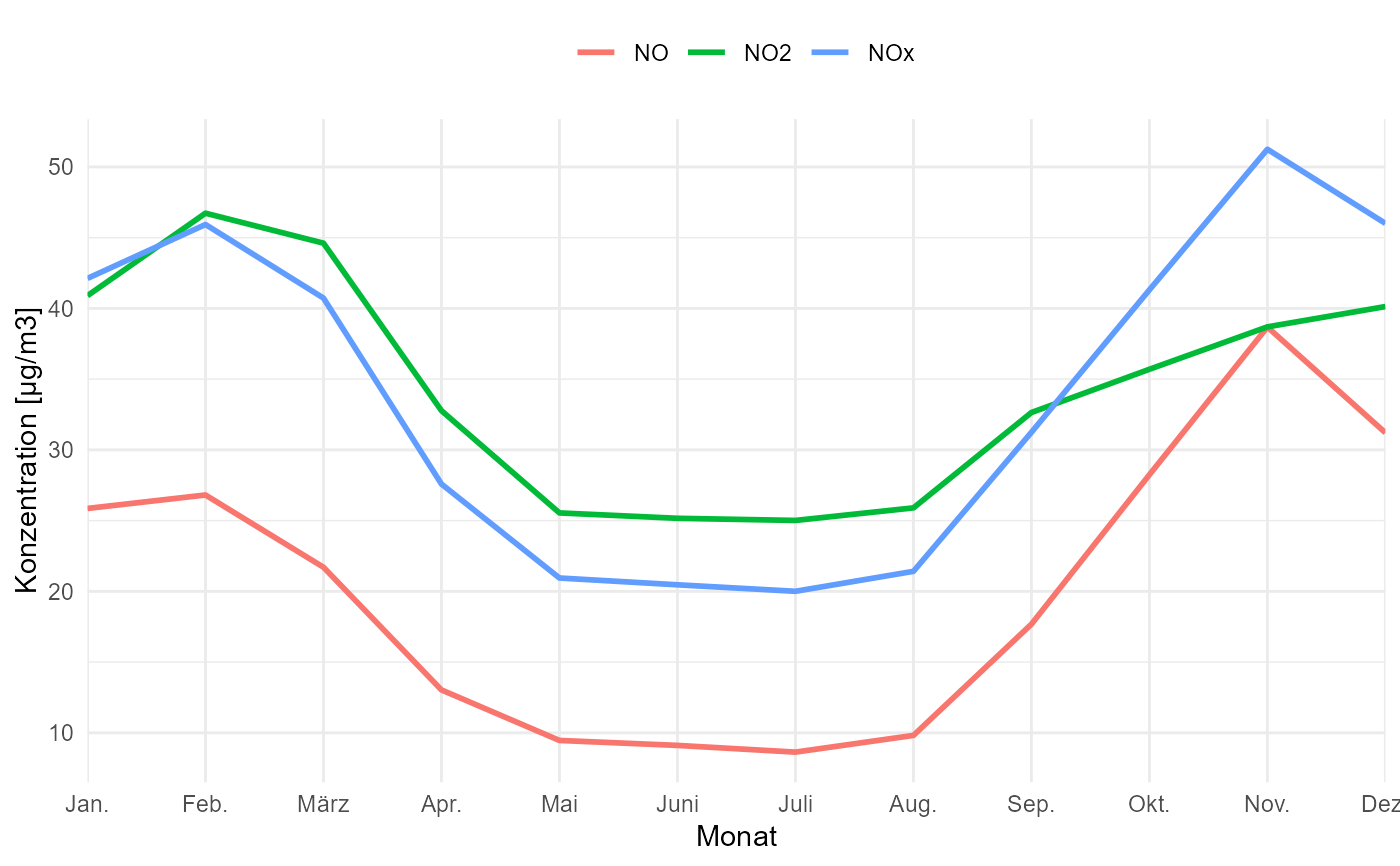 NO NO2 NOx
Konzentration [µg/m3]
50
40
30
20
10
Jan. Feb. März Apr. Mai Juni Juli Aug. Sep. Okt. Nov. Dez
Monat